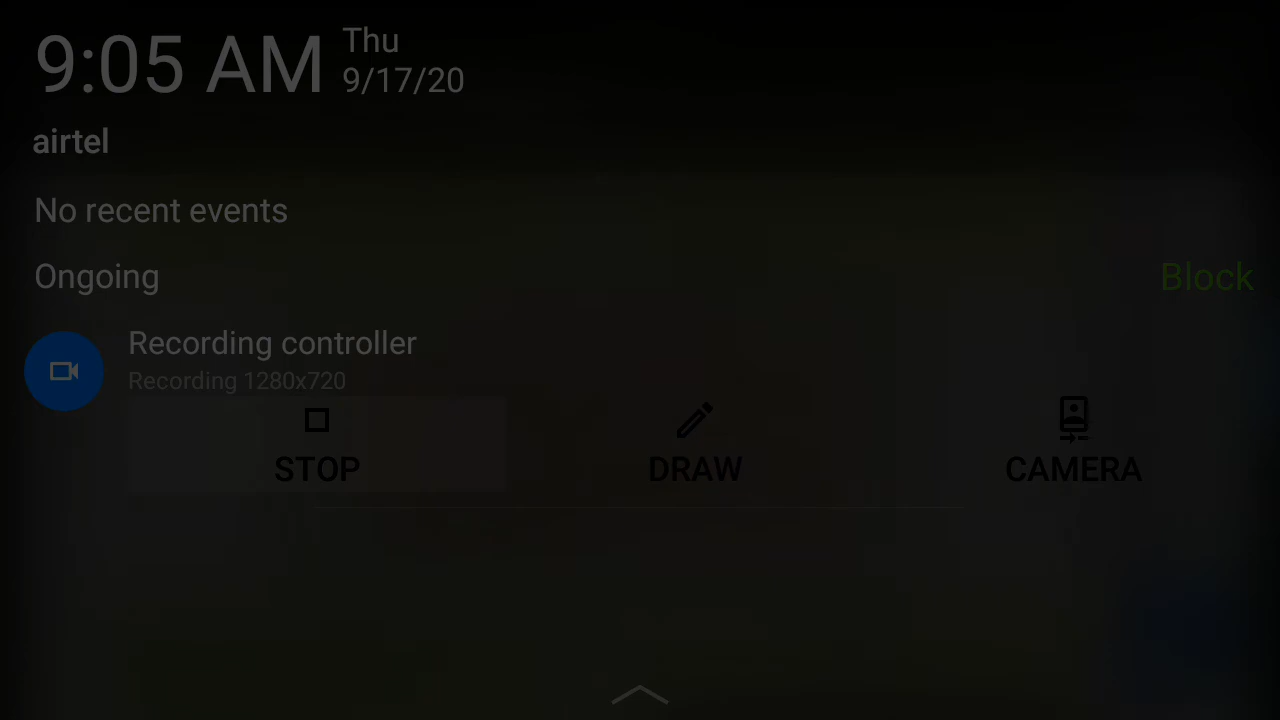 9:05 AM
Thu
9/17/20
airtel
No recent events
Ongoing
Block
Recording controller
Recording 1280x720
STOP
DRAW
CAMERA